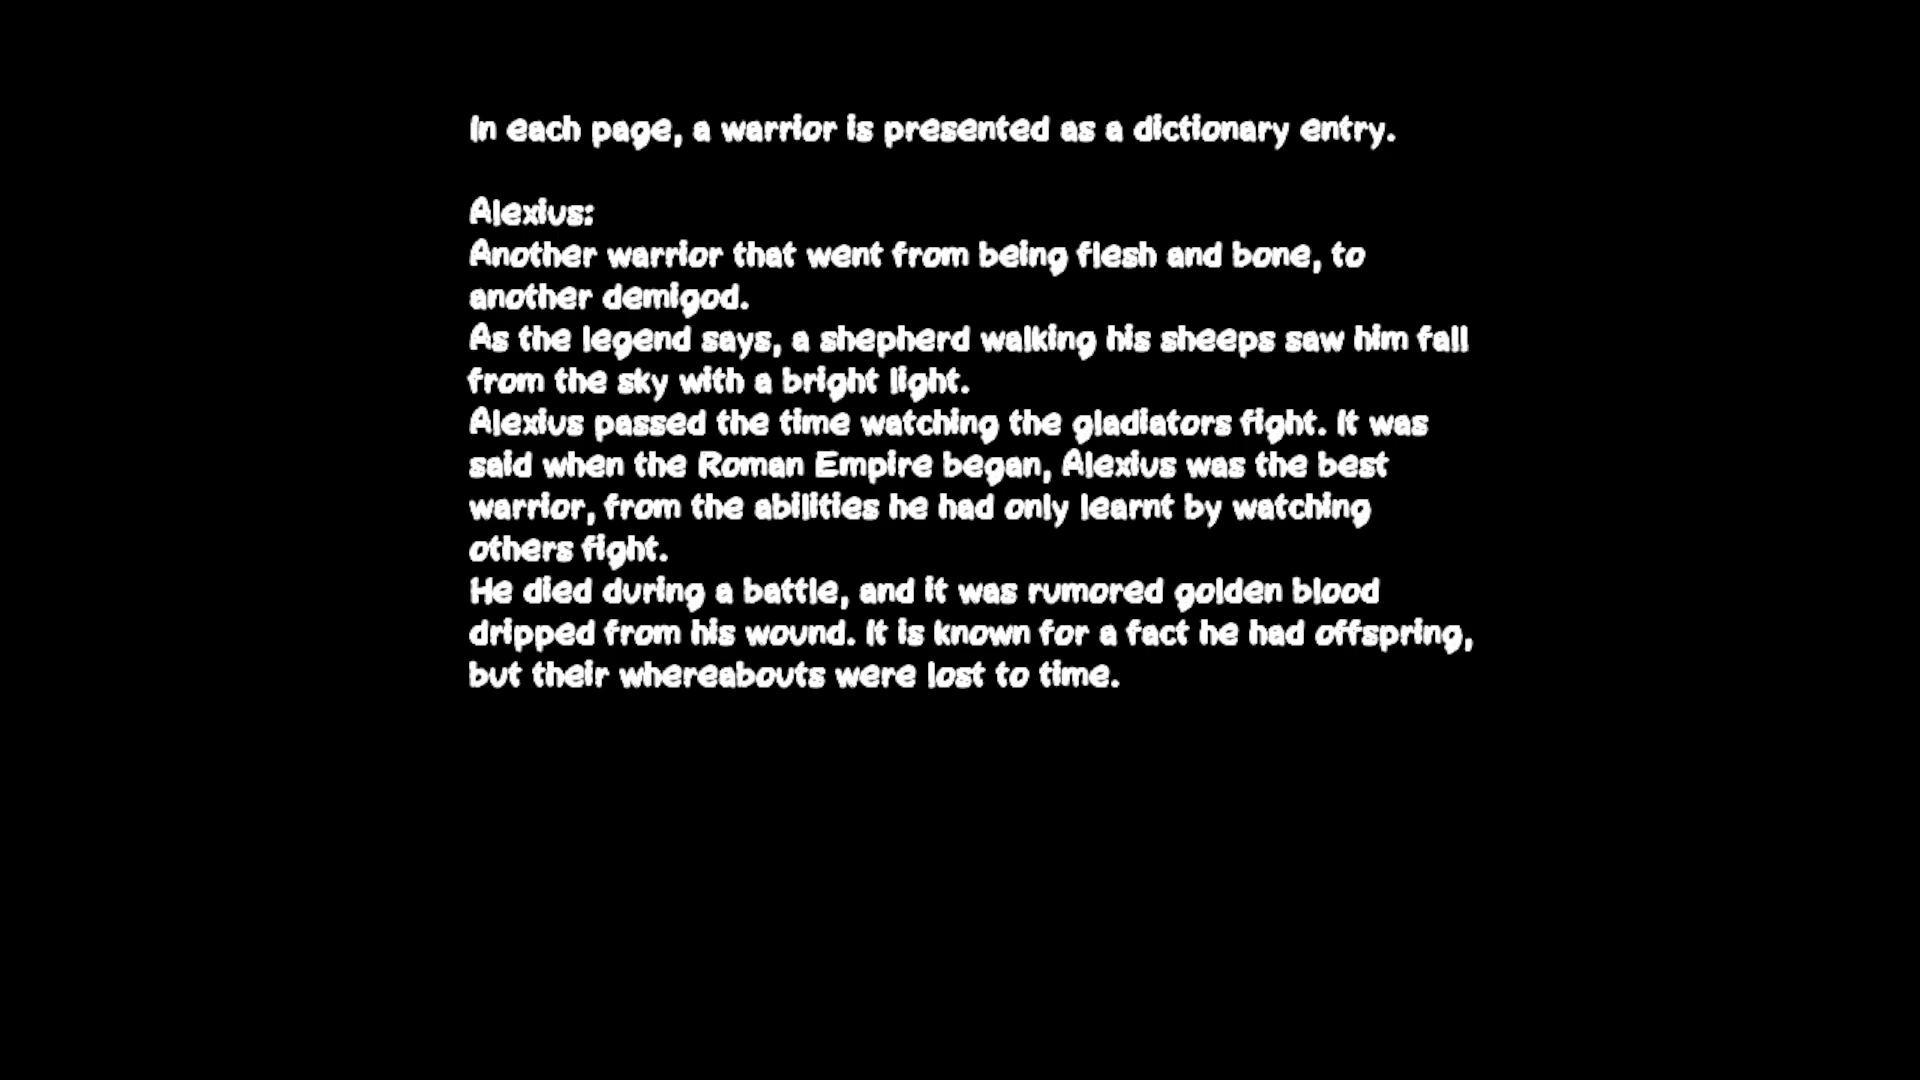 In each page, a warrior is presented as a dictionary entry.
Alexius:
Another warrior that went from being flesh and bone, to
another demigod.
As the legend says, a shepherd walking his sheeps saw him fall
from the sky with a bright light.
Alexius passed the time watching the gladiators fight. It was
said when the Roman Empire began, Alexius was the best
warrior, from the abilities he had only learnt by watching
others fight.
He died during a battle, and it was rumored golden blood
dripped from his wound. It is known for a fact he had offspring,
but their whereabouts were lost to time.